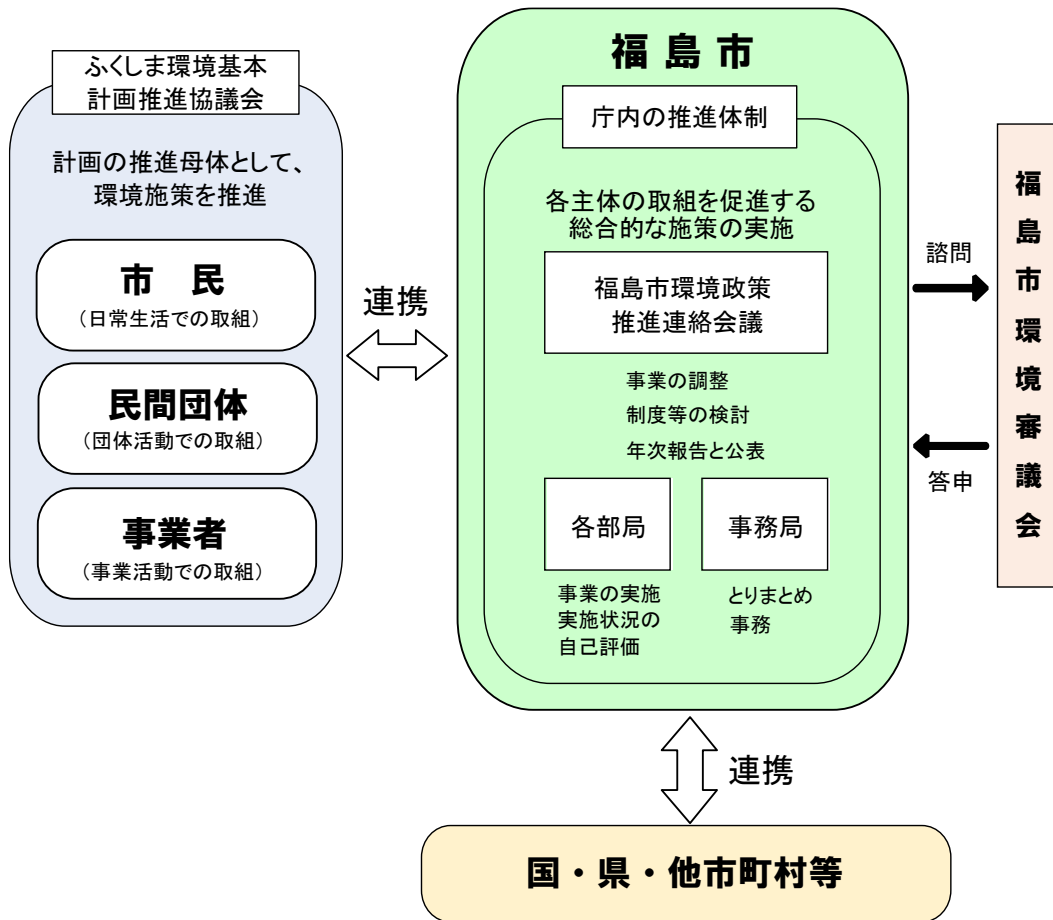 ふくしま環境基本
計画推進協議会
計画の推進母体として、
環境施策を推進
市　民
（日常生活での取組）
民間団体
（団体活動での取組）
事業者
（事業活動での取組）
連携
福 島 市
庁内の推進体制
各主体の取組を促進する
総合的な施策の実施
福島市環境政策
推進連絡会議
事業の調整
制度等の検討
年次報告と公表
各部局
事業の実施
実施状況の
自己評価
事務局
とりまとめ
事務
諮問
答申
福島市環境審議会
連携
国・県・他市町村等